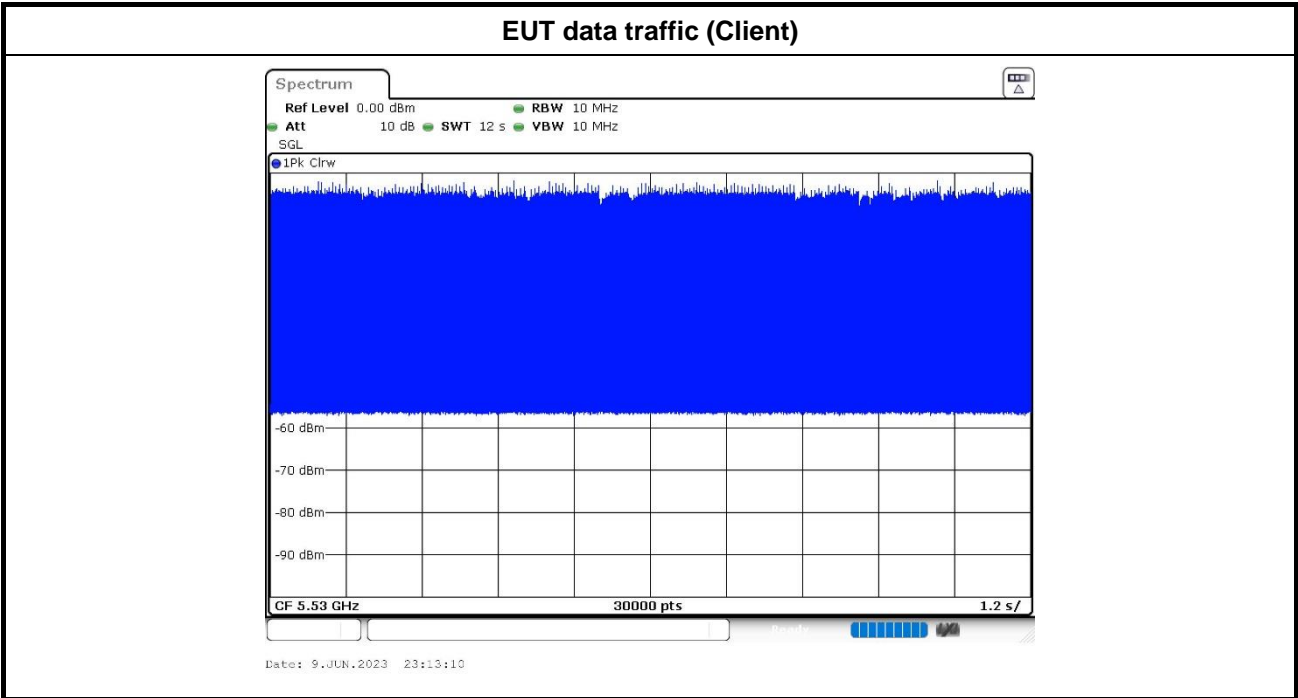 EUT data traffic (Client)
Spectrum
Ref Level 0.00 dBm RBW 10 MHz
Att 10 dB SWT 12 s VBW 10 MHz
SGL
1Pk Clrw
-60 dBm
-70 dBm
-80 dBm
-90 dBm
CF 5.53 GHz 30000 pts 1.2 s/
Ready
Date: 9.JUN.2023 23:13:10